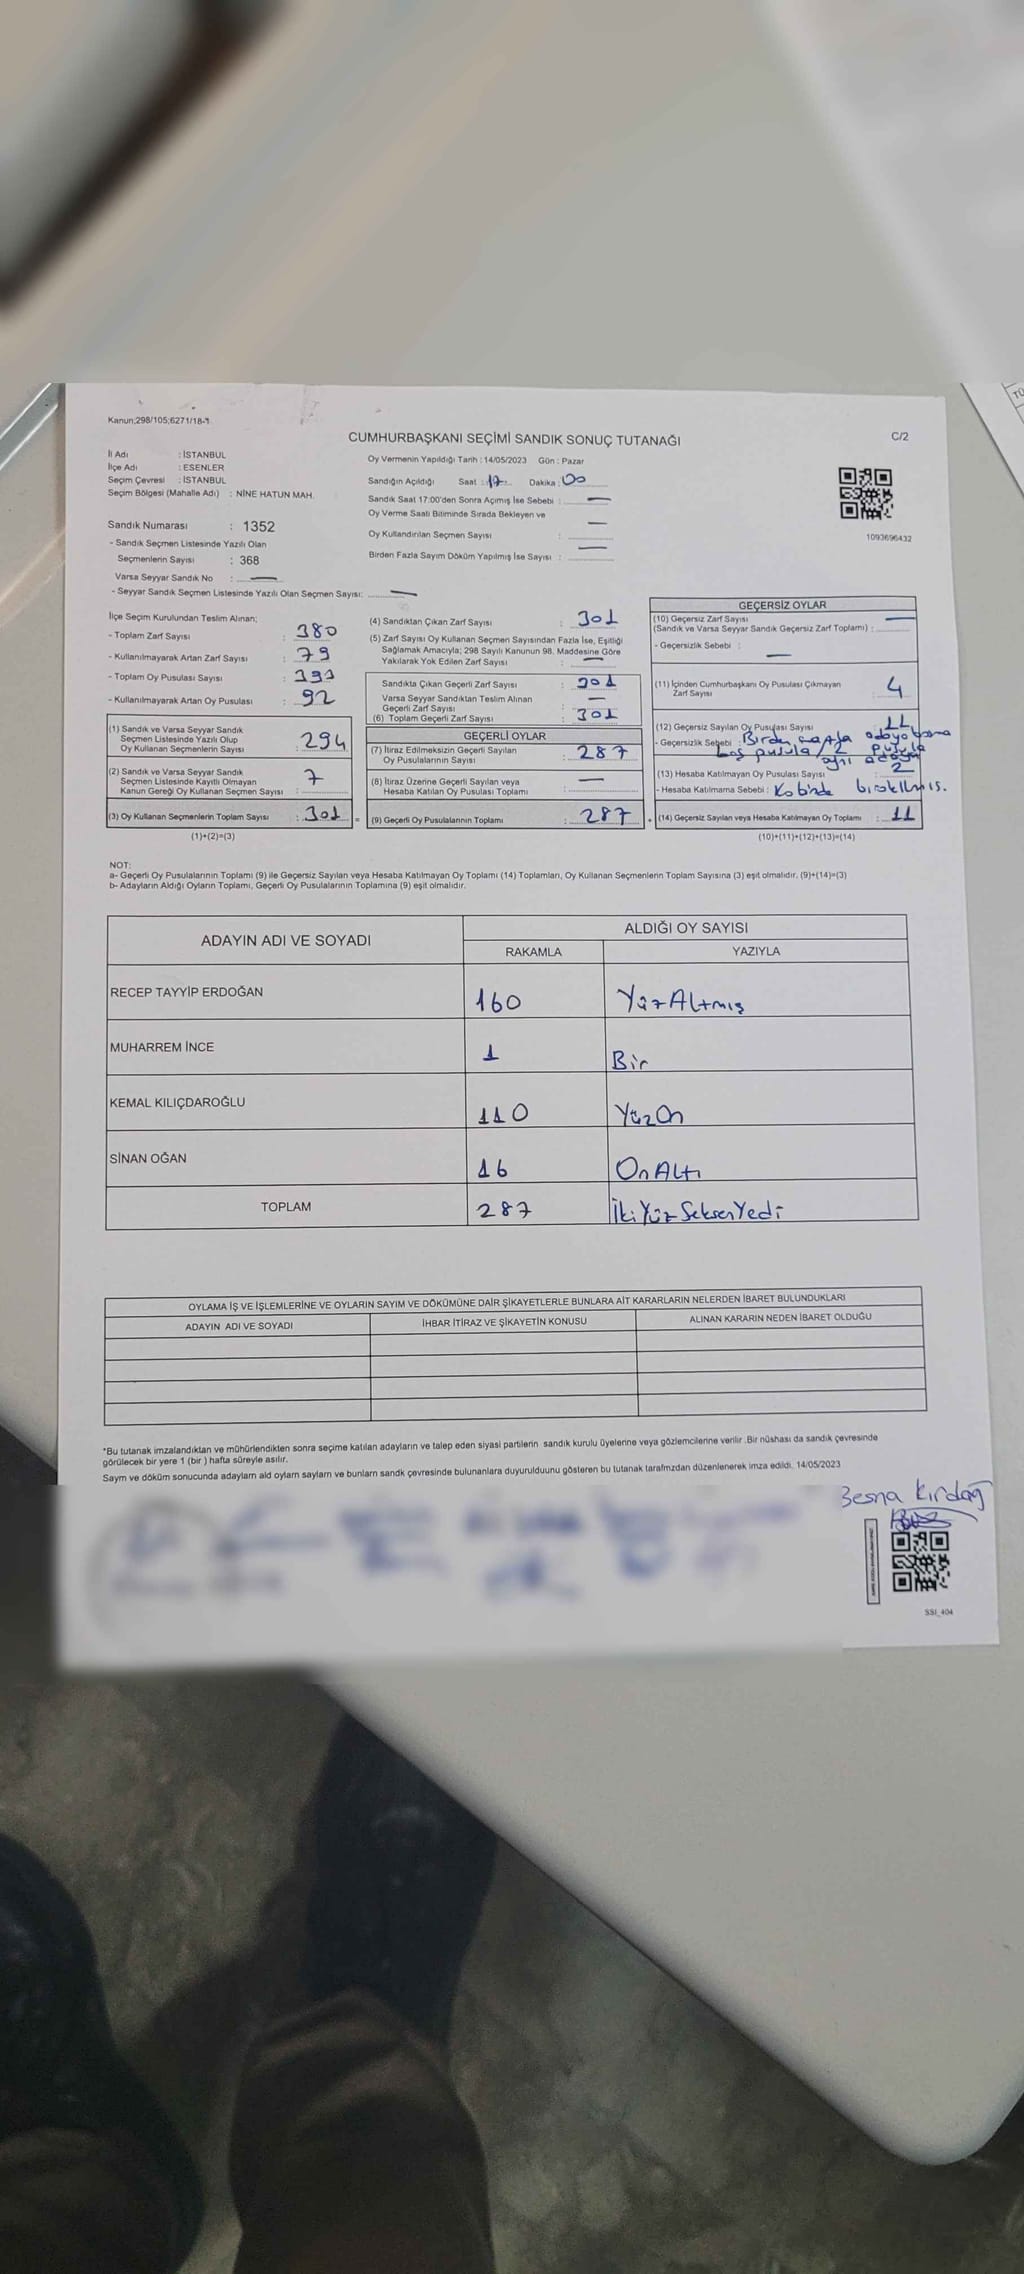 Kanun;298/105;6271/18-1
CUMHURBAŞKANI SEÇİMİ SANDIK SONUÇ TUTANAĞI
C/2
İl Adı : İSTANBUL
İlçe Adı : ESENLER
Seçim Çevresi : İSTANBUL
Seçim Bölgesi (Mahalle Adı) : NİNE HATUN MAH.
Sandık Numarası : 1352
- Sandık Seçmen Listesinde Yazılı Olan
Seçmenlerin Sayısı : 368
Varsa Seyyar Sandık No : —
- Seyyar Sandık Seçmen Listesinde Yazılı Olan Seçmen Sayısı: —
Oy Vermenin Yapıldığı Tarih : 14/05/2023 Gün : Pazar
Sandığın Açıldığı Saat : 17 Dakika : 00
Sandık Saat 17:00'den Sonra Açımış İse Sebebi : —
Oy Verme Saati Bitiminde Sırada Bekleyen ve —
Oy Kullandırılan Seçmen Sayısı :
Birden Fazla Sayım Döküm Yapılmış İse Sayısı : —
1093696432
İlçe Seçim Kurulundan Teslim Alınan;
- Toplam Zarf Sayısı : 380
- Kullanılmayarak Artan Zarf Sayısı : 79
- Toplam Oy Pusulası Sayısı : 393
- Kullanılmayarak Artan Oy Pusulası : 92
(1) Sandık ve Varsa Seyyar Sandık
Seçmen Listesinde Yazılı Olup
Oy Kullanan Seçmenlerin Sayısı : 294
(2) Sandık ve Varsa Seyyar Sandık
Seçmen Listesinde Kayıtlı Olmayan
Kanun Gereği Oy Kullanan Seçmen Sayısı : 7
(3) Oy Kullanan Seçmenlerin Toplam Sayısı : 301 =
(1)+(2)=(3)
(4) Sandıktan Çıkan Zarf Sayısı : 301
(5) Zarf Sayısı Oy Kullanan Seçmen Sayısından Fazla İse, Eşitliği
Sağlamak Amacıyla; 298 Sayılı Kanunun 98. Maddesine Göre
Yakılarak Yok Edilen Zarf Sayısı : —
Sandıkta Çıkan Geçerli Zarf Sayısı : 301
Varsa Seyyar Sandıktan Teslim Alınan
Geçerli Zarf Sayısı : —
(6) Toplam Geçerli Zarf Sayısı : 301
GEÇERLİ OYLAR
(7) İtiraz Edilmeksizin Geçerli Sayılan
Oy Pusulalarının Sayısı : 287
(8) İtiraz Üzerine Geçerli Sayılan veya
Hesaba Katılan Oy Pusulası Toplamı : —
(9) Geçerli Oy Pusulalarının Toplamı : 287 +
GEÇERSİZ OYLAR
(10) Geçersiz Zarf Sayısı —
(Sandık ve Varsa Seyyar Sandık Geçersiz Zarf Toplamı) :
- Geçersizlik Sebebi : —
(11) İçinden Cumhurbaşkanı Oy Pusulası Çıkmayan
Zarf Sayısı : 4
(12) Geçersiz Sayılan Oy Pusulası Sayısı : 11
- Geçersizlik Sebebi : Birden fazla adaya basma
pusula / 2 pusula
ayrı
(13) Hesaba Katılmayan Oy Pusulası Sayısı : 2
- Hesaba Katılmama Sebebi : Kabinde bırakılmış.
(14) Geçersiz Sayılan veya Hesaba Katılmayan Oy Toplamı : 11
(10)+(11)+(12)+(13)=(14)
NOT:
a- Geçerli Oy Pusulalarının Toplamı (9) ile Geçersiz Sayılan veya Hesaba Katılmayan Oy Toplamı (14) Toplamları, Oy Kullanan Seçmenlerin Toplam Sayısına (3) eşit olmalıdır. (9)+(14)=(3)
b- Adayların Aldığı Oyların Toplamı, Geçerli Oy Pusulalarının Toplamına (9) eşit olmalıdır.
ADAYIN ADI VE SOYADI ALDIĞI OY SAYISI
RAKAMLA YAZIYLA
RECEP TAYYİP ERDOĞAN 160 YüzAltmış
MUHARREM İNCE 1 Bir
KEMAL KILIÇDAROĞLU 110 YüzOn
SİNAN OĞAN 16 OnAltı
TOPLAM 287 İkiYüzSeksenYedi
OYLAMA İŞ VE İŞLEMLERİNE VE OYLARIN SAYIM VE DÖKÜMÜNE DAİR ŞİKAYETLERLE BUNLARA AİT KARARLARIN NELERDEN İBARET BULUNDUKLARI
ADAYIN ADI VE SOYADI İHBAR İTİRAZ VE ŞİKAYETİN KONUSU ALINAN KARARIN NEDEN İBARET OLDUĞU
*Bu tutanak imzalandıktan ve mühürlendikten sonra seçime katılan adayların ve talep eden siyasi partilerin sandık kurulu üyelerine veya gözlemcilerine verilir .Bir nüshası da sandık çevresinde
görülecek bir yere 1 (bir ) hafta süreyle asılır.
Saym ve döküm sonucunda adaylarn ald oylarn saylarn ve bunlarn sandk çevresinde bulunanlara duyurulduunu gösteren bu tutanak tarafmzdan düzenlenerek imza edildi. 14/05/2023
Besna Kırdağ
SSI_404